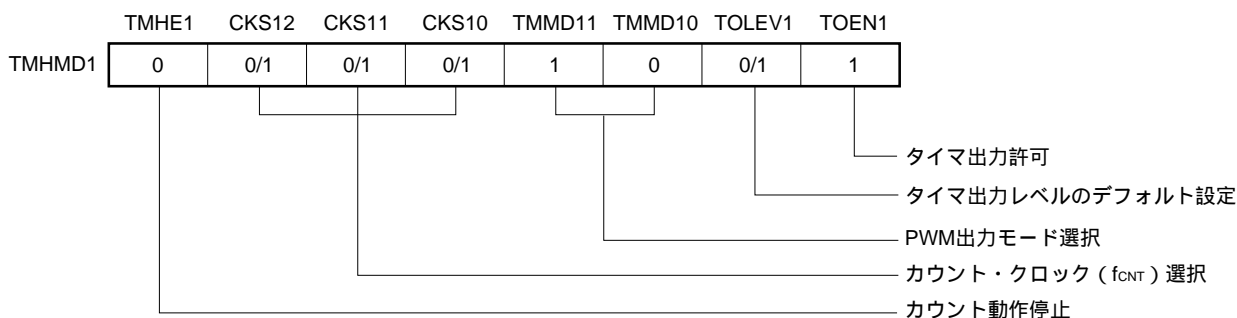 TMHE1 CKS12 CKS11 CKS10 TMMD11 TMMD10 TOLEV1 TOEN1
TMHMD1 0 0/1 0/1 0/1 1 0 0/1 1
タイマ出力許可
タイマ出力レベルのデフォルト設定
PWM出力モード選択
カウント・クロック（fCNT）選択
カウント動作停止